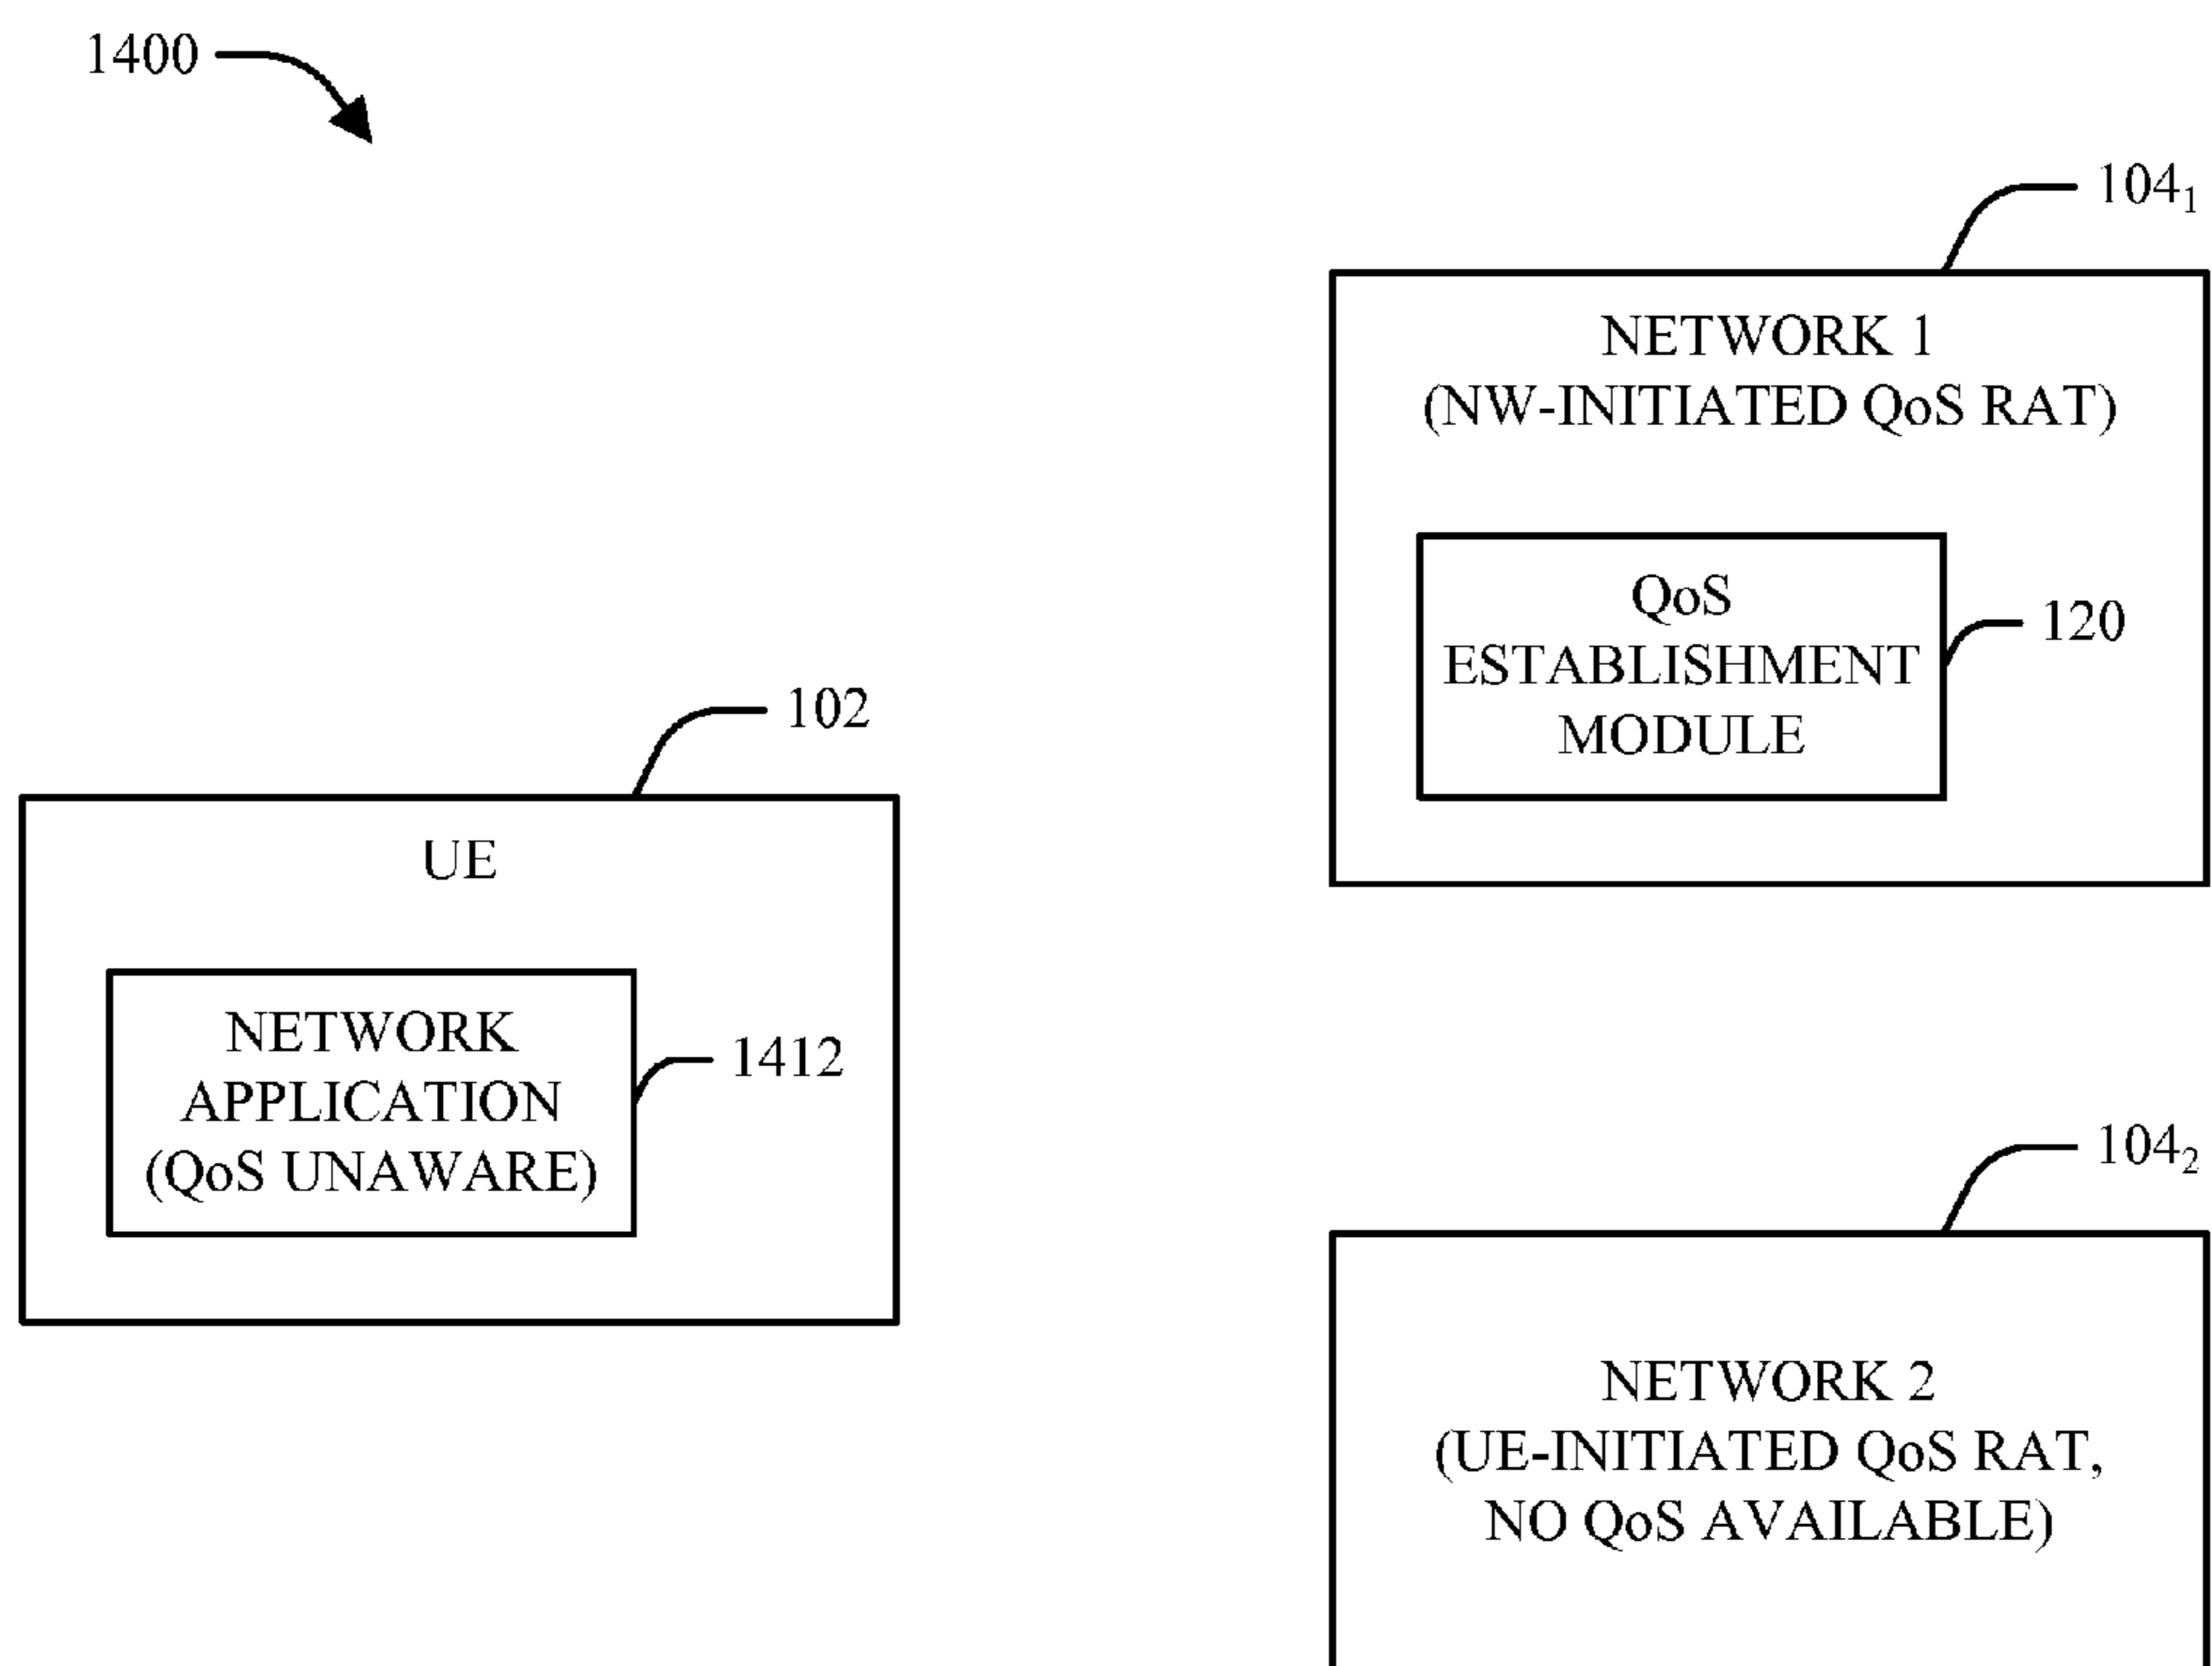 1400
104₁
NETWORK 1
(NW-INITIATED QoS RAT)
QoS
ESTABLISHMENT
MODULE
120
102
UE
NETWORK
APPLICATION
(QoS UNAWARE)
1412
104₂
NETWORK 2
(UE-INITIATED QoS RAT,
NO QoS AVAILABLE)